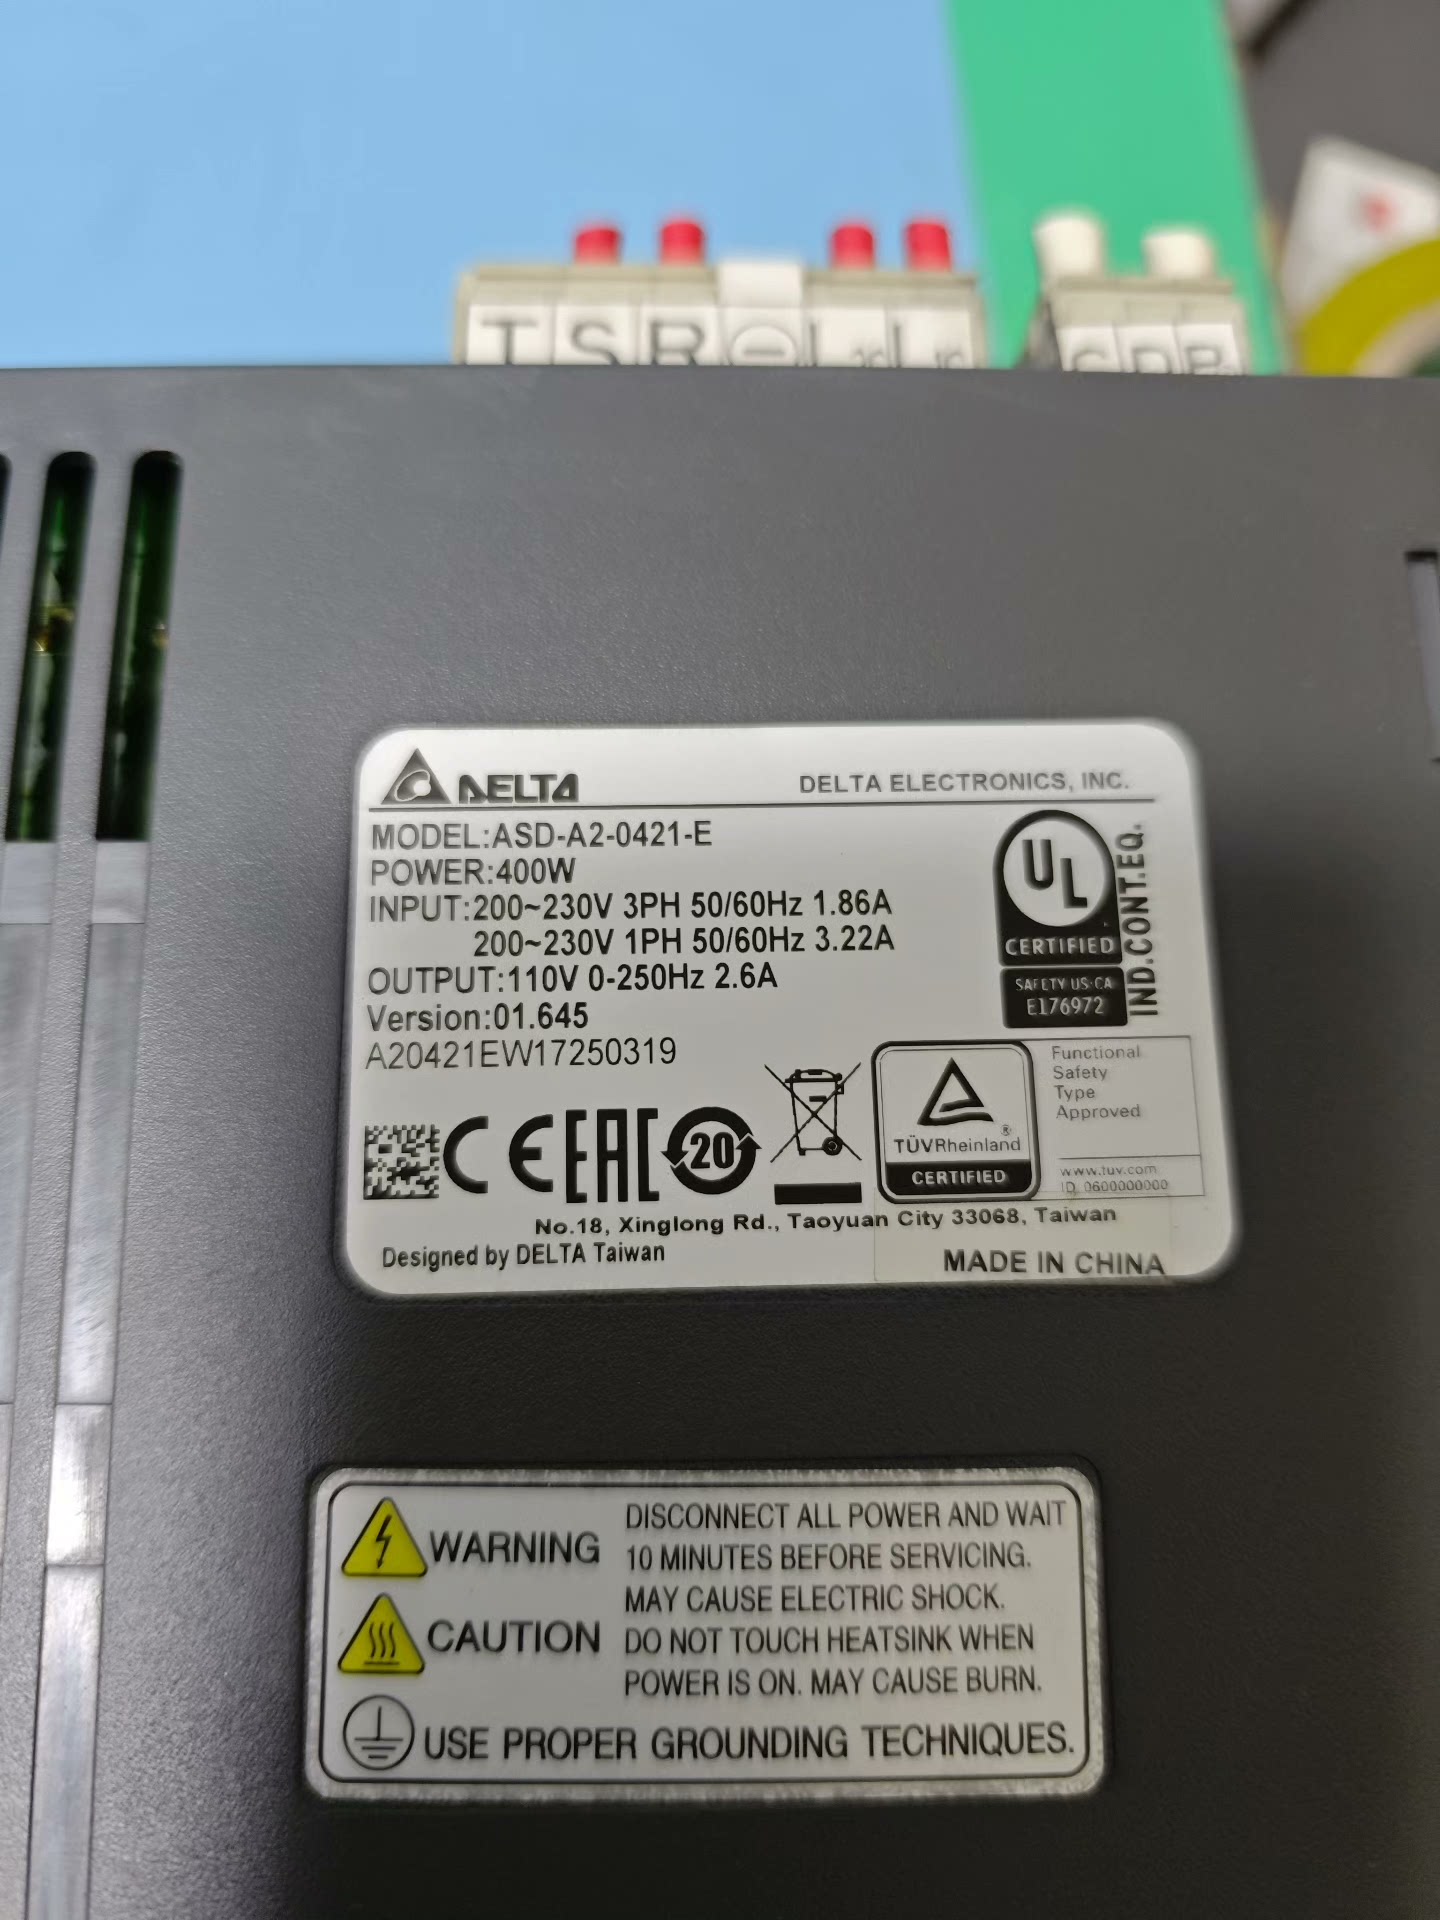 T S R L L
DELTA
DELTA ELECTRONICS, INC.
MODEL:ASD-A2-0421-E
POWER:400W
INPUT:200~230V 3PH 50/60Hz 1.86A
200~230V 1PH 50/60Hz 3.22A
OUTPUT:110V 0-250Hz 2.6A
Version:01.645
A20421EW17250319
UL
CERTIFIED
SAFETY US·CA
E176972
IND.CONT.EQ.
CE EAC 20
TÜVRheinland®
CERTIFIED
Functional
Safety
Type
Approved
www.tuv.com
ID. 0600000000
No.18, Xinglong Rd., Taoyuan City 33068, Taiwan
Designed by DELTA Taiwan
MADE IN CHINA
WARNING
DISCONNECT ALL POWER AND WAIT
10 MINUTES BEFORE SERVICING.
MAY CAUSE ELECTRIC SHOCK.
CAUTION
DO NOT TOUCH HEATSINK WHEN
POWER IS ON. MAY CAUSE BURN.
USE PROPER GROUNDING TECHNIQUES.